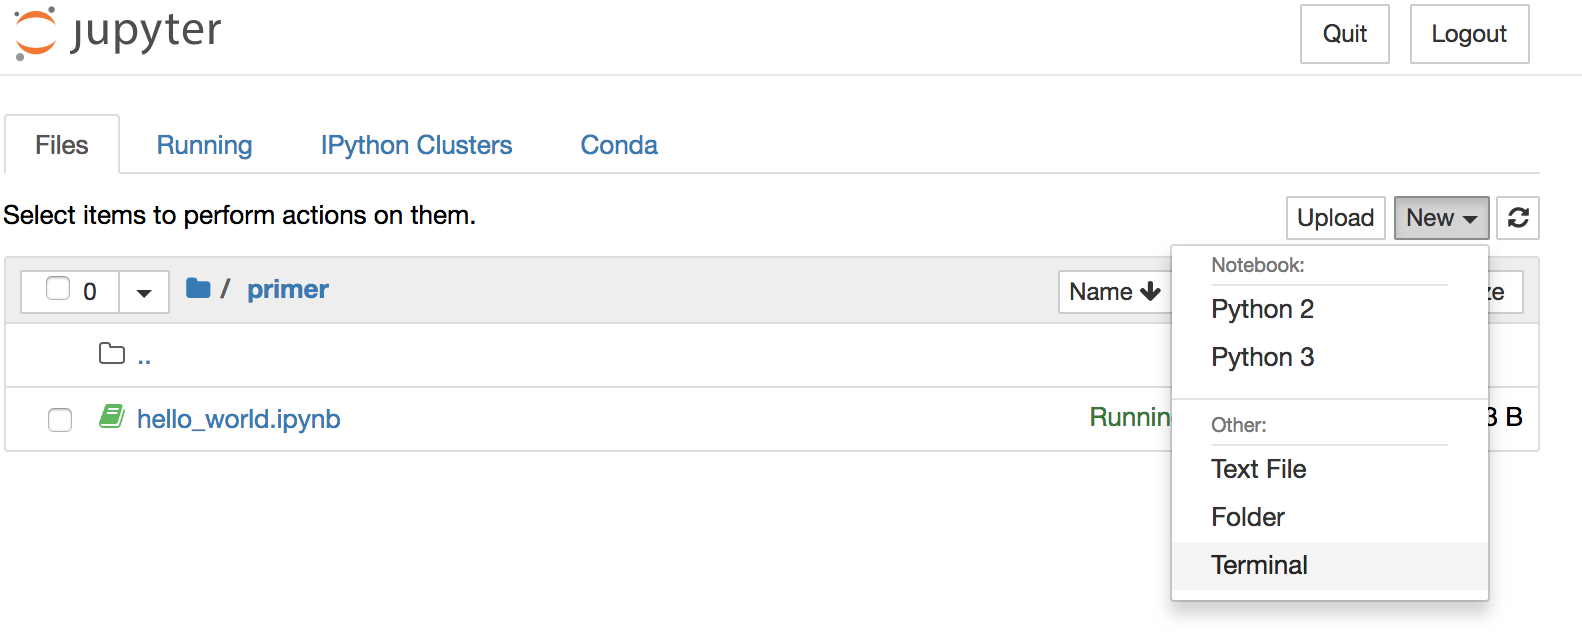 jupyter
Quit
Logout
Files
Running
IPython Clusters
Conda
Select items to perform actions on them.
Upload
New
0
/ primer
Name
ze
Notebook:
Python 2
Python 3
..
hello_world.ipynb
Runnin
B
Other:
Text File
Folder
Terminal